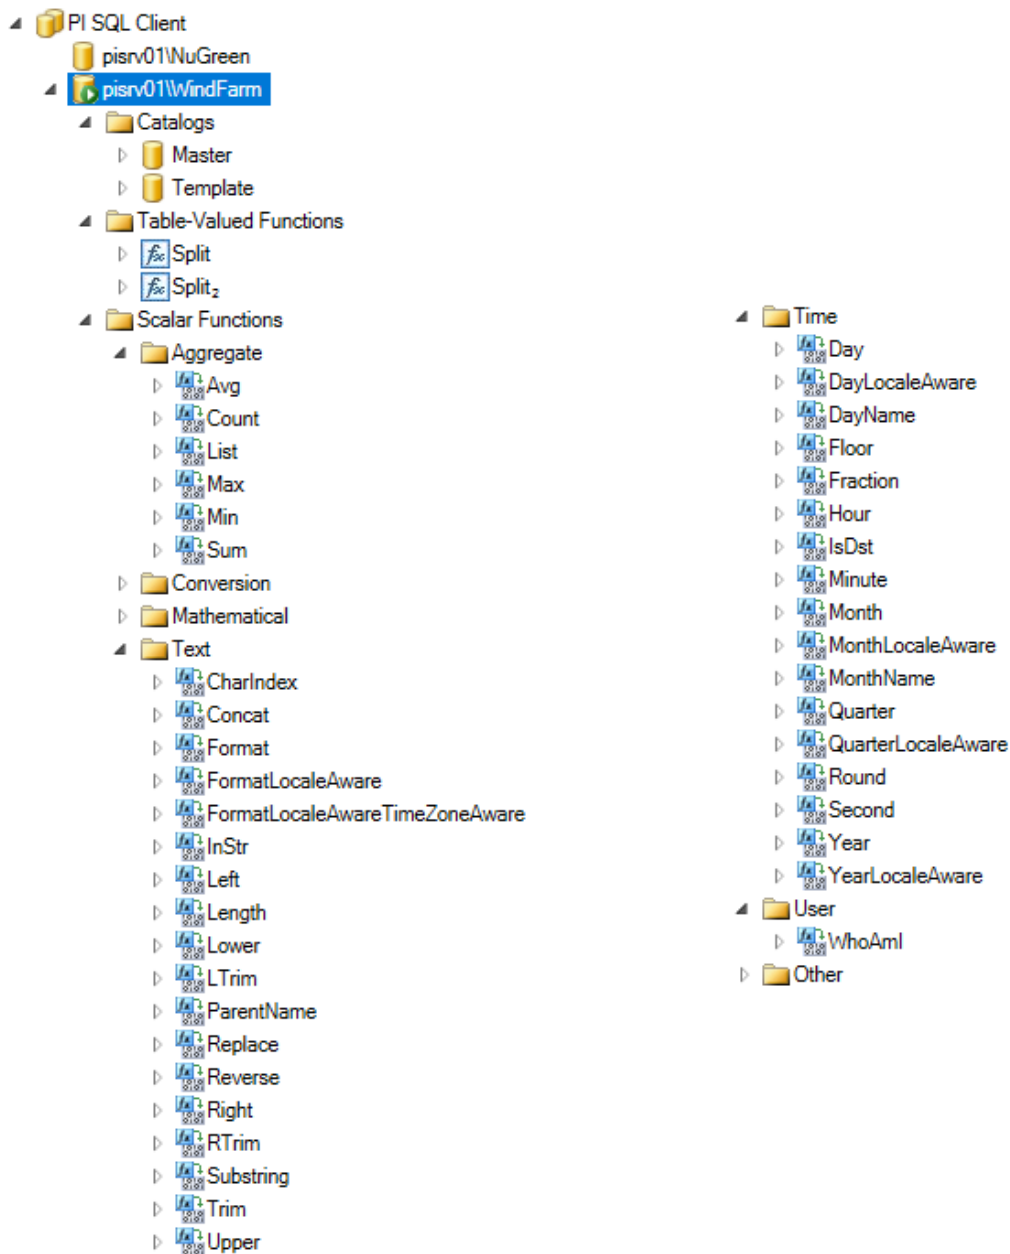 PI SQL Client
pisrv01\NuGreen
pisrv01\WindFarm
Catalogs
Master
Template
Table-Valued Functions
Split
Split₂
Scalar Functions
Aggregate
Avg
Count
List
Max
Min
Sum
Conversion
Mathematical
Text
CharIndex
Concat
Format
FormatLocaleAware
FormatLocaleAwareTimeZoneAware
InStr
Left
Length
Lower
LTrim
ParentName
Replace
Reverse
Right
RTrim
Substring
Trim
Upper
Time
Day
DayLocaleAware
DayName
Floor
Fraction
Hour
IsDst
Minute
Month
MonthLocaleAware
MonthName
Quarter
QuarterLocaleAware
Round
Second
Year
YearLocaleAware
User
WhoAmI
Other